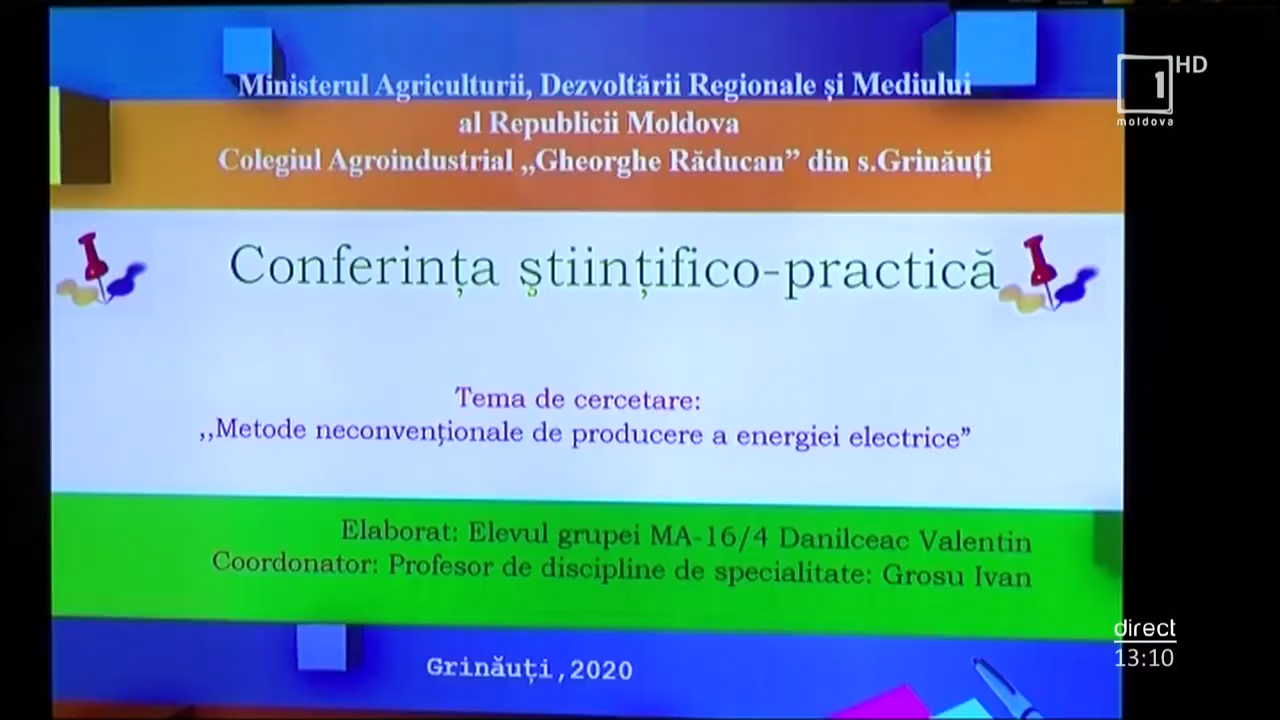 Ministerul Agriculturii, Dezvoltării Regionale și Mediului
al Republicii Moldova
Colegiul Agroindustrial „Gheorghe Răducan” din s.Grinăuți
Conferința științifico-practică
Tema de cercetare:
,,Metode neconvenționale de producere a energiei electrice”
Elaborat: Elevul grupei MA-16/4 Danilceac Valentin
Coordonator: Profesor de discipline de specialitate: Grosu Ivan
Grinăuți,2020
1 HD
moldova
direct
13:10